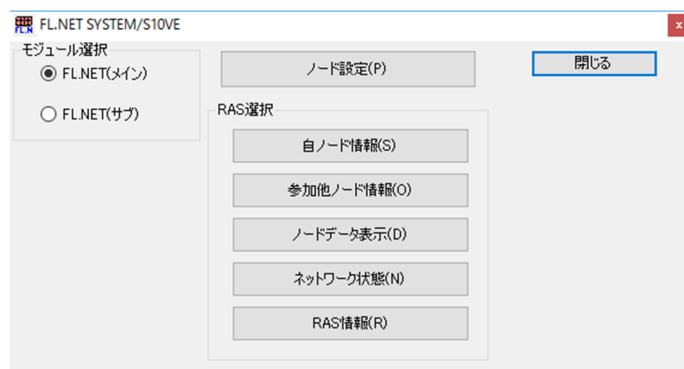 FL.NET SYSTEM/S10VE
x
モジュール選択
FL.NET(メイン)
FL.NET(サブ)
ノード設定(P)
閉じる
RAS選択
自ノード情報(S)
参加他ノード情報(O)
ノードデータ表示(D)
ネットワーク状態(N)
RAS情報(R)